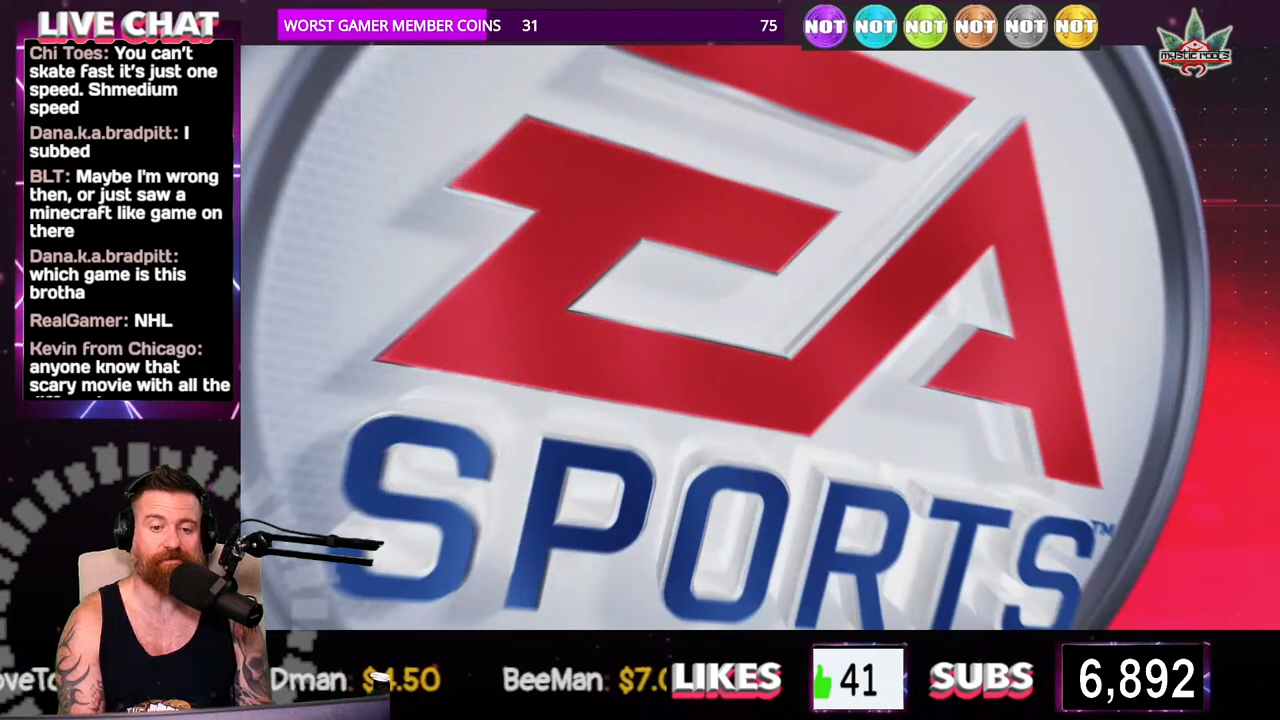 LIVE CHAT
WORST GAMER MEMBER COINS 31 75
NOT NOT NOT NOT NOT NOT
MYSTIC ROOTS
Chi Toes: You can't
skate fast it's just one
speed. Shmedium
speed
Dana.k.a.bradpitt: I
subbed
BLT: Maybe I'm wrong
then, or just saw a
minecraft like game on
there
Dana.k.a.bradpitt:
which game is this
brotha
RealGamer: NHL
Kevin from Chicago:
anyone know that
scary movie with all the
EA
SPORTS™
Dman: $4.50 BeeMan: $7.0
LIKES 41 SUBS 6,892